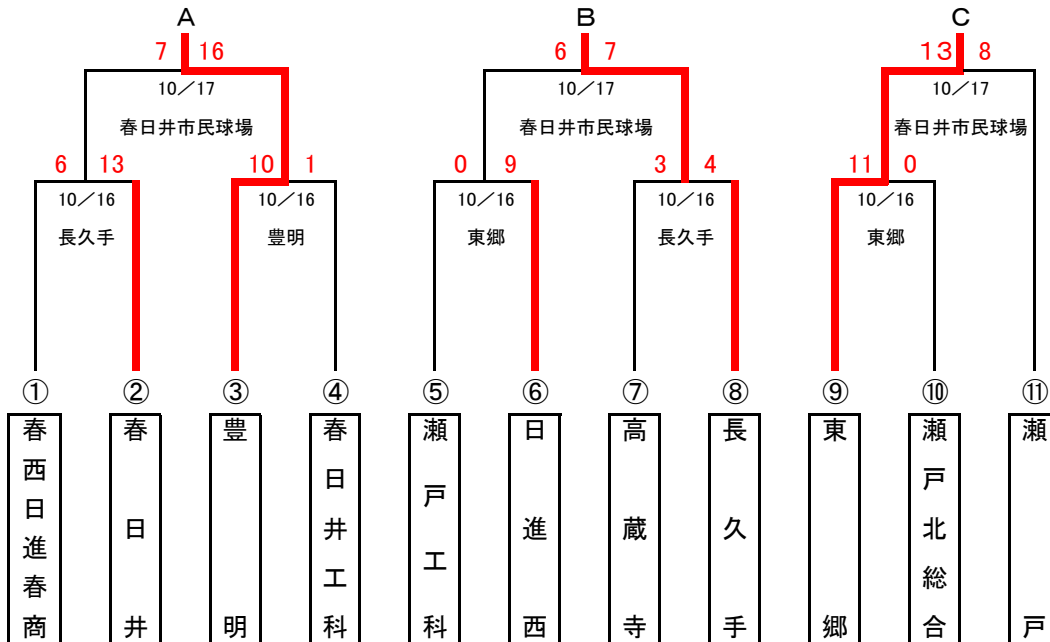 A B C
7 16 6 7 13 8
10/17 10/17 10/17
春日井市民球場 春日井市民球場 春日井市民球場
6 13 10 1 0 9 3 4 11 0
10/16 10/16 10/16 10/16 10/16
長久手 豊明 東郷 長久手 東郷
① ② ③ ④ ⑤ ⑥ ⑦ ⑧ ⑨ ⑩ ⑪
春西日進春商
春日井
豊明
春日井工科
瀬戸工科
日進西
高蔵寺
長久手
東郷
瀬戸北総合
瀬戸